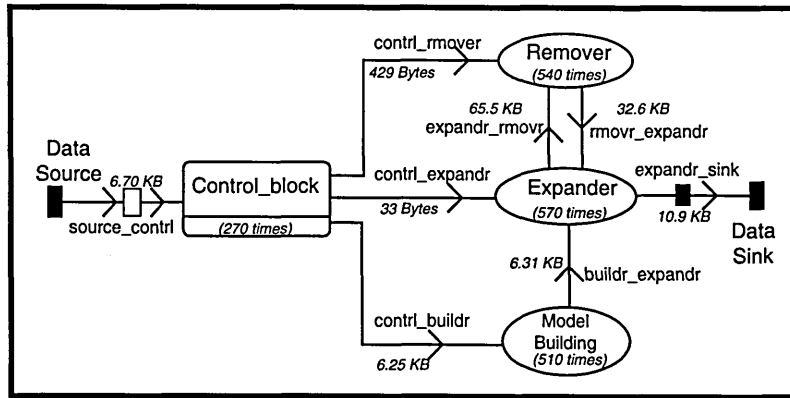 contrl_rmover
429 Bytes
Remover
(540 times)
65.5 KB
expandr_rmovr
32.6 KB
rmovr_expandr
Data
Source
6.70 KB
source_contrl
Control_block
(270 times)
contrl_expandr
33 Bytes
Expander
(570 times)
expandr_sink
10.9 KB
Data
Sink
6.31 KB
buildr_expandr
contrl_buildr
6.25 KB
Model
Building
(510 times)